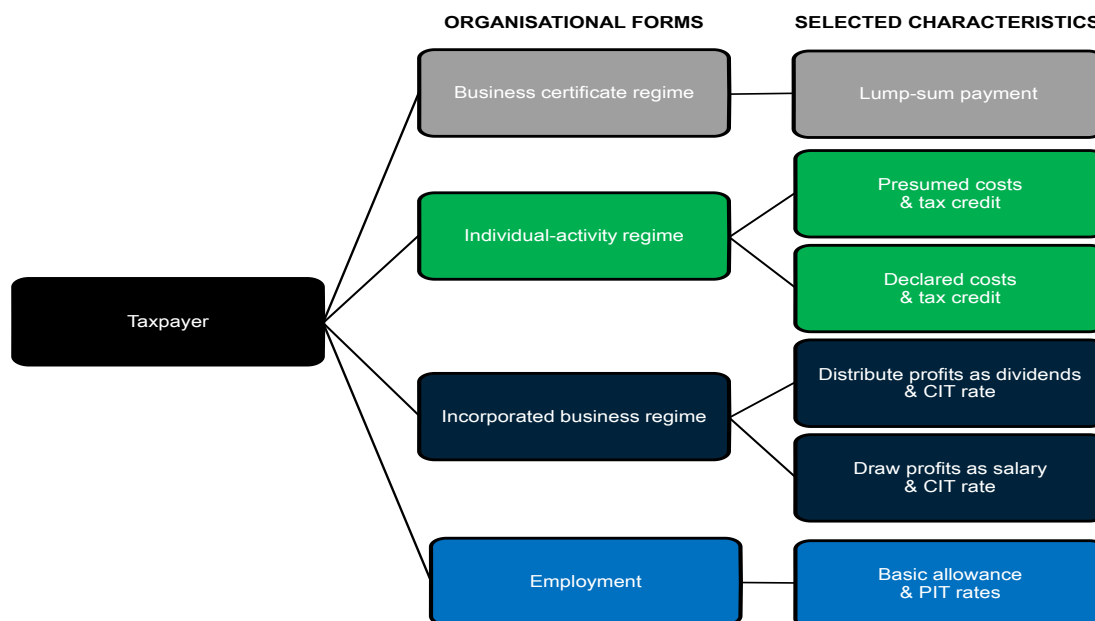 ORGANISATIONAL FORMS
SELECTED CHARACTERISTICS
Business certificate regime
Lump-sum payment
Presumed costs
& tax credit
Individual-activity regime
Declared costs
& tax credit
Taxpayer
Distribute profits as dividends
& CIT rate
Incorporated business regime
Draw profits as salary
& CIT rate
Employment
Basic allowance
& PIT rates